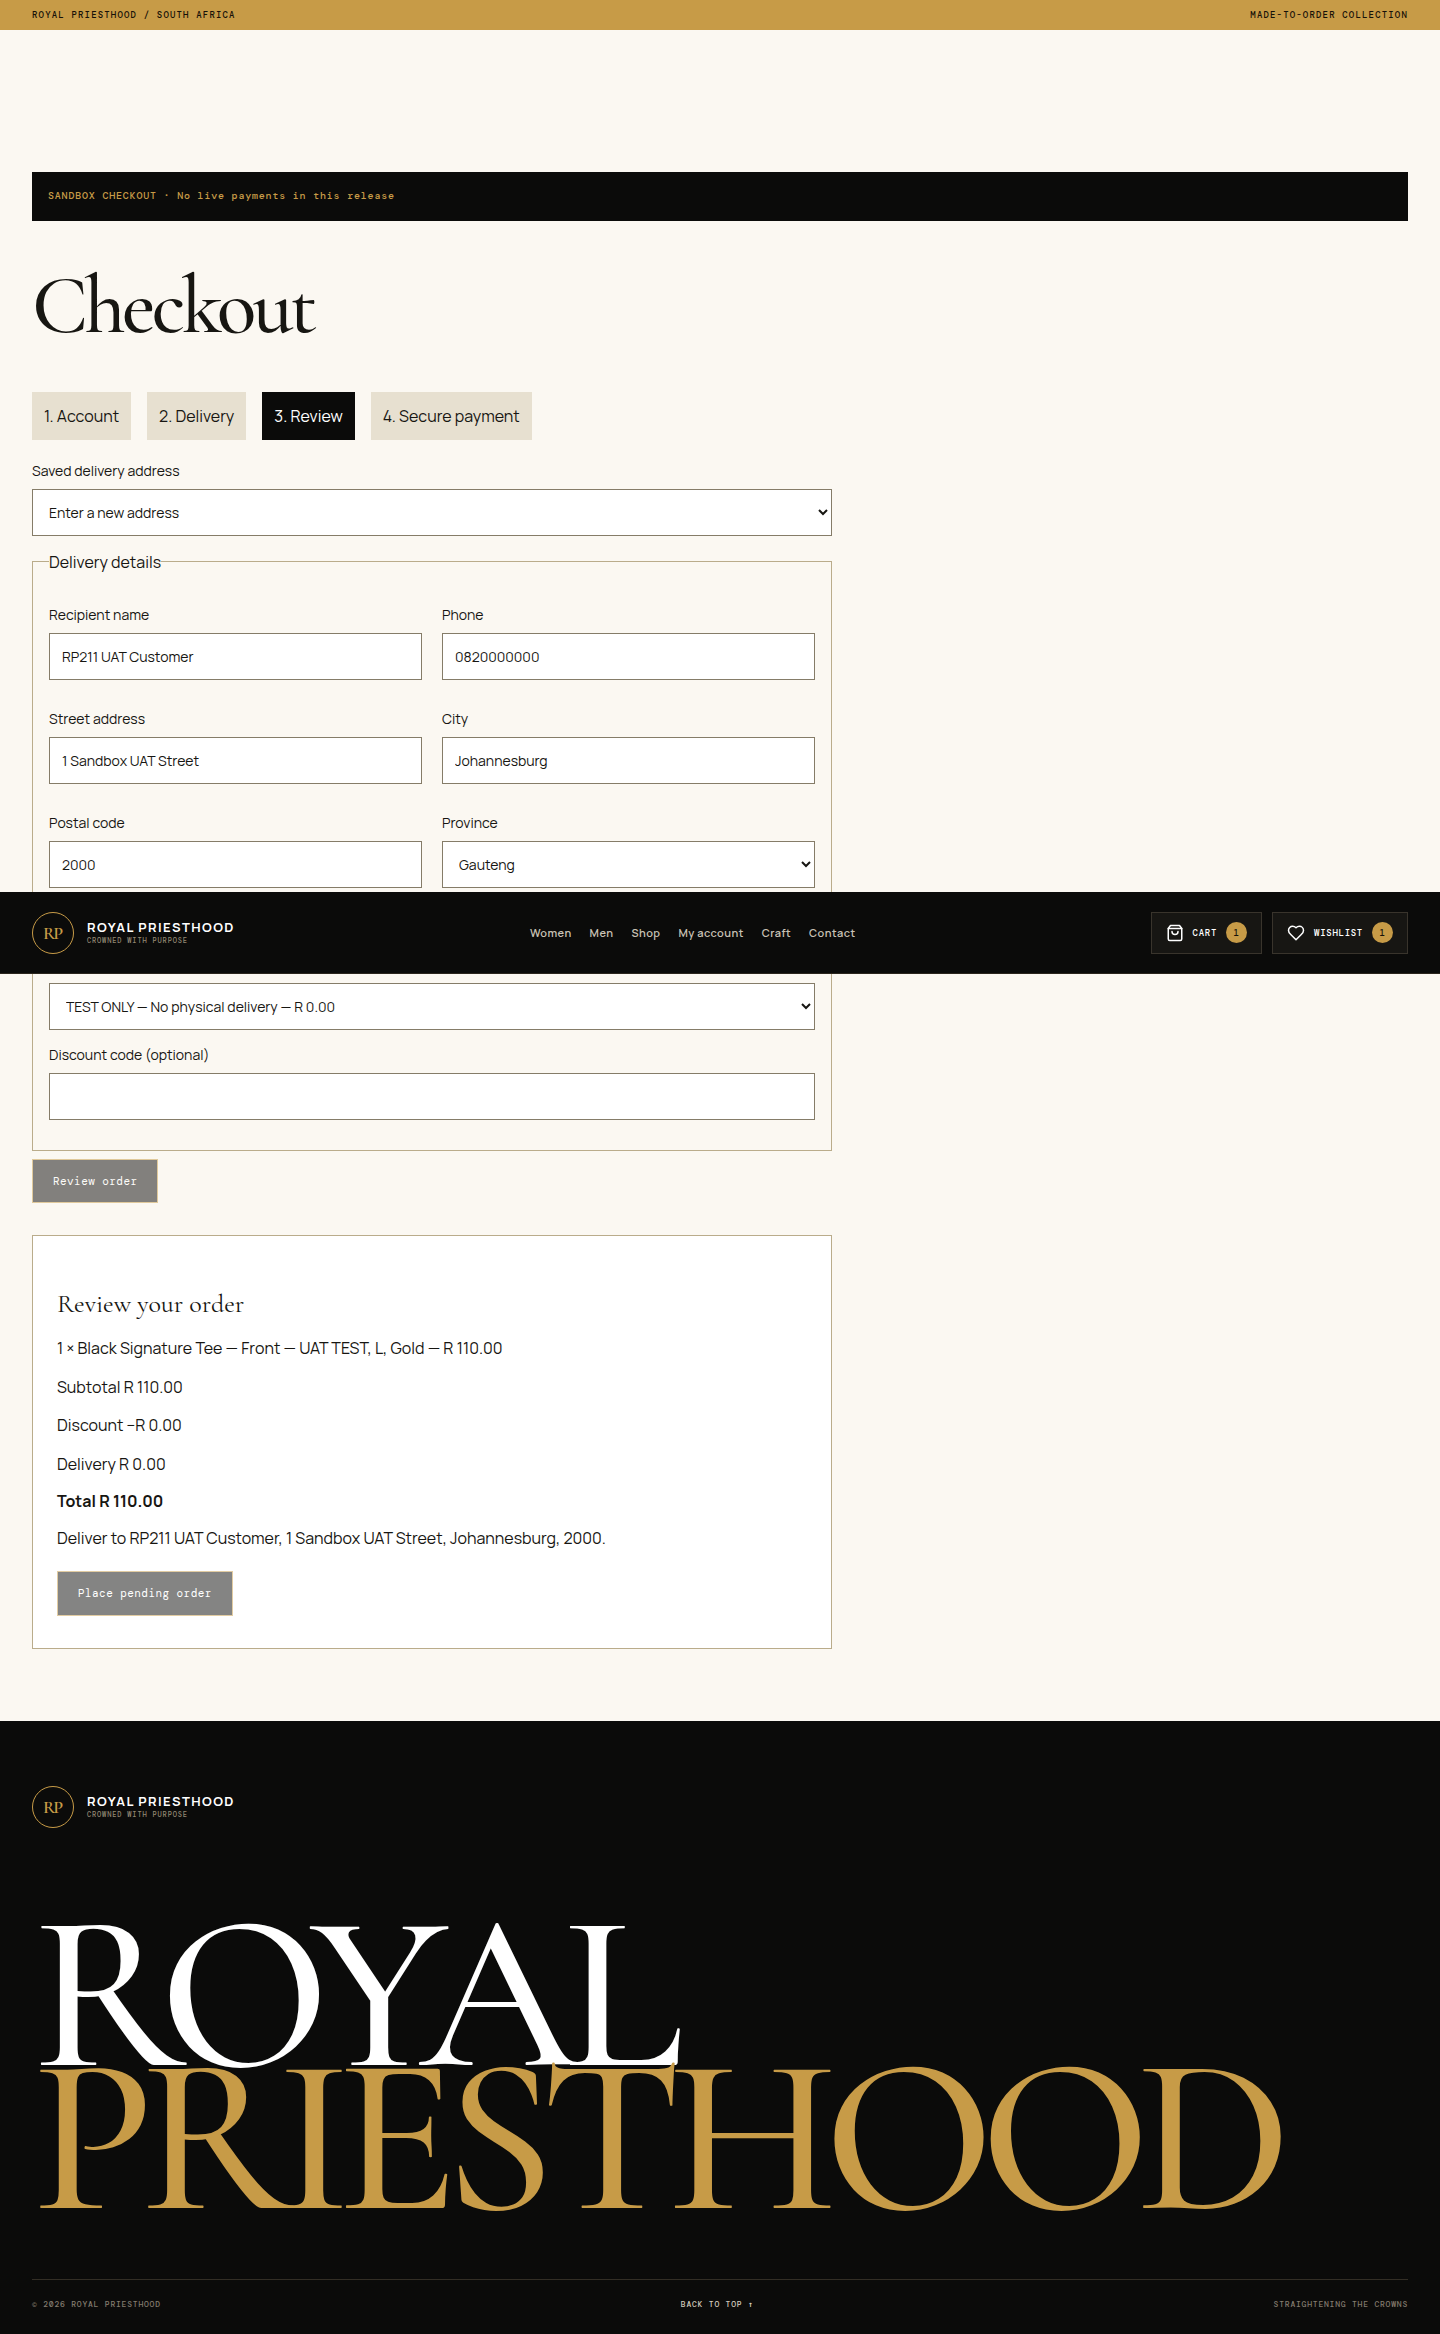 ROYAL PRIESTHOOD / SOUTH AFRICA
MADE-TO-ORDER COLLECTION
SANDBOX CHECKOUT · No live payments in this release
Checkout
1. Account
2. Delivery
3. Review
4. Secure payment
Saved delivery address
Enter a new address
Delivery details
Recipient name
Phone
RP211 UAT Customer
0820000000
Street address
City
1 Sandbox UAT Street
Johannesburg
Postal code
Province
2000
Gauteng
RP
ROYAL PRIESTHOOD
CROWNED WITH PURPOSE
Women
Men
Shop
My account
Craft
Contact
CART 1
WISHLIST 1
TEST ONLY — No physical delivery — R 0.00
Discount code (optional)
Review order
Review your order
1 × Black Signature Tee — Front — UAT TEST, L, Gold — R 110.00
Subtotal R 110.00
Discount −R 0.00
Delivery R 0.00
Total R 110.00
Deliver to RP211 UAT Customer, 1 Sandbox UAT Street, Johannesburg, 2000.
Place pending order
RP
ROYAL PRIESTHOOD
CROWNED WITH PURPOSE
ROYAL
PRIESTHOOD
© 2026 ROYAL PRIESTHOOD
BACK TO TOP ↑
STRAIGHTENING THE CROWNS